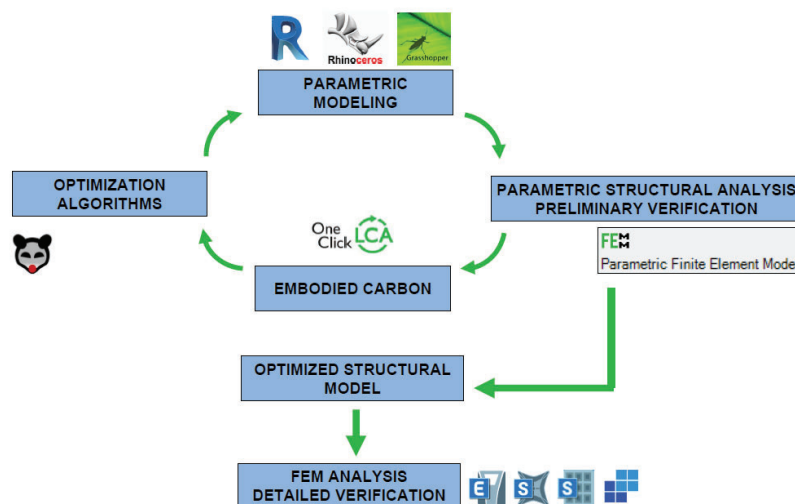 R
Rhinoceros
Grasshopper
PARAMETRIC
MODELING
OPTIMIZATION
ALGORITHMS
PARAMETRIC STRUCTURAL ANALYSIS
PRELIMINARY VERIFICATION
One
Click LCA
FEM
Parametric Finite Element Mode
EMBODIED CARBON
OPTIMIZED STRUCTURAL
MODEL
FEM ANALYSIS
DETAILED VERIFICATION
E S S